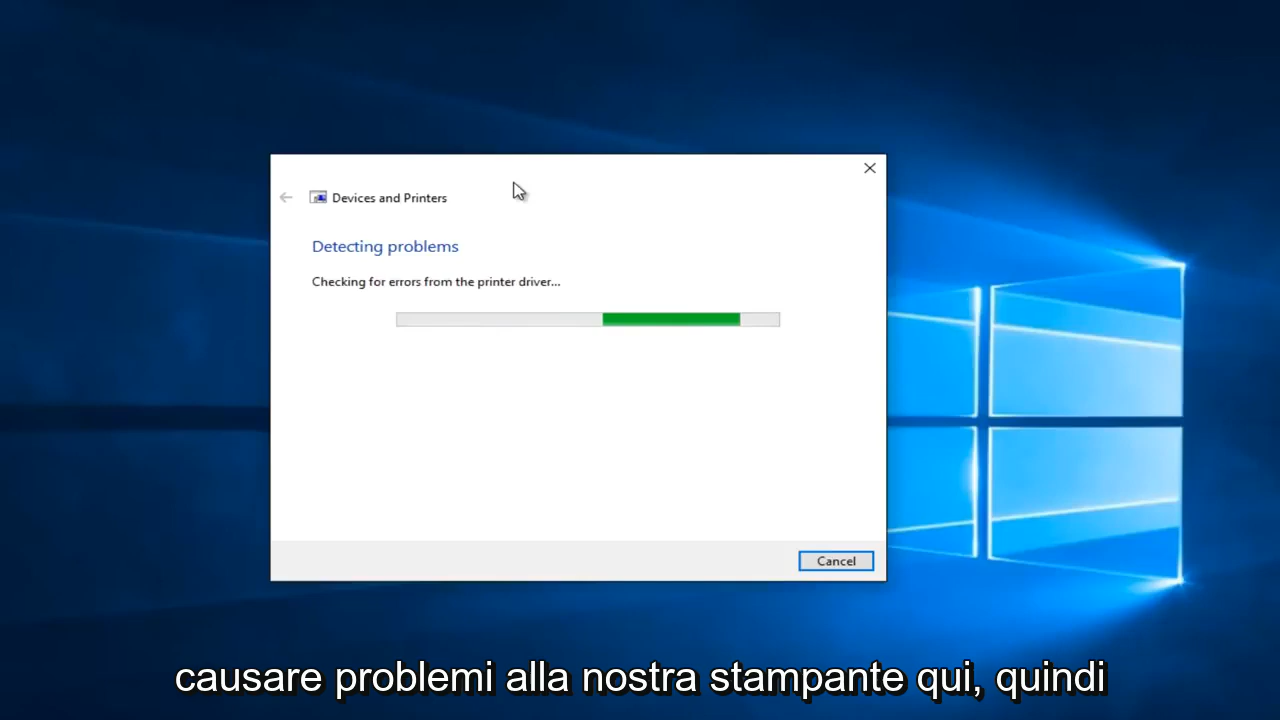 Devices and Printers
Detecting problems
Checking for errors from the printer driver...
Cancel
causare problemi alla nostra stampante qui, quindi